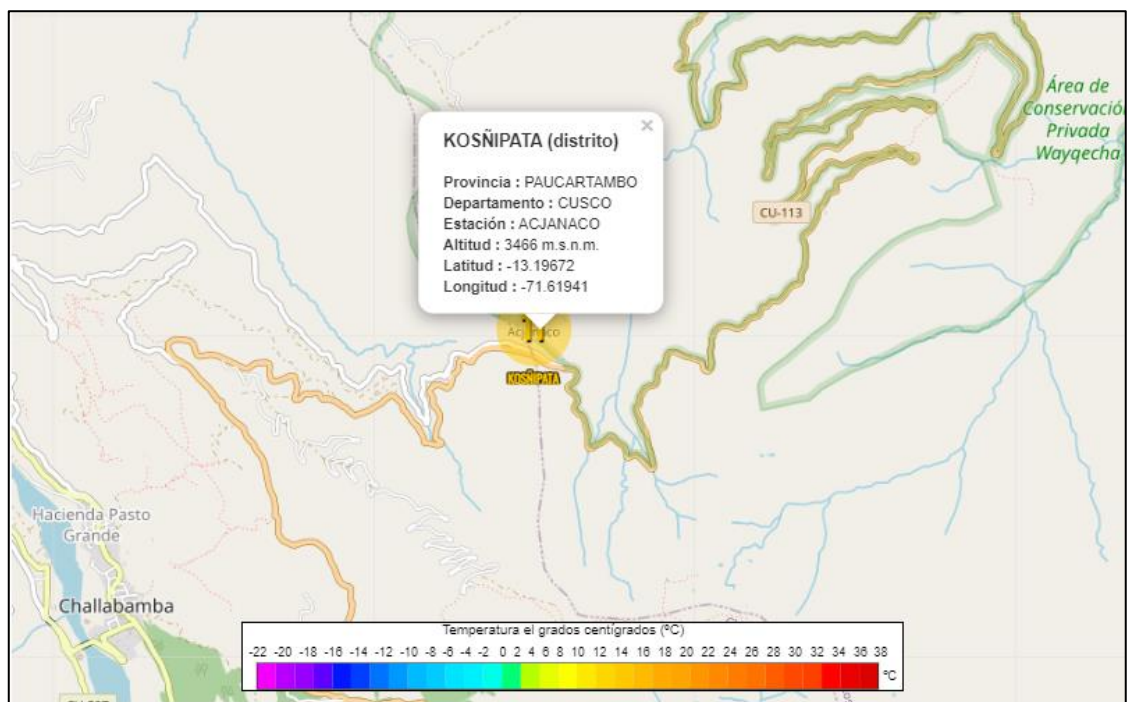 Área de
Conservación
Privada
Wayqecha
KOSÑIPATA (distrito)
×
Provincia : PAUCARTAMBO
Departamento : CUSCO
Estación : ACJANACO
Altitud : 3466 m.s.n.m.
Latitud : -13.19672
Longitud : -71.61941
CU-113
KOSÑIPATA
Hacienda Pasto
Grande
Challabamba
Temperatura el grados centígrados (ºC)
-22 -20 -18 -16 -14 -12 -10 -8 -6 -4 -2 0 2 4 6 8 10 12 14 16 18 20 22 24 26 28 30 32 34 36 38
ºC